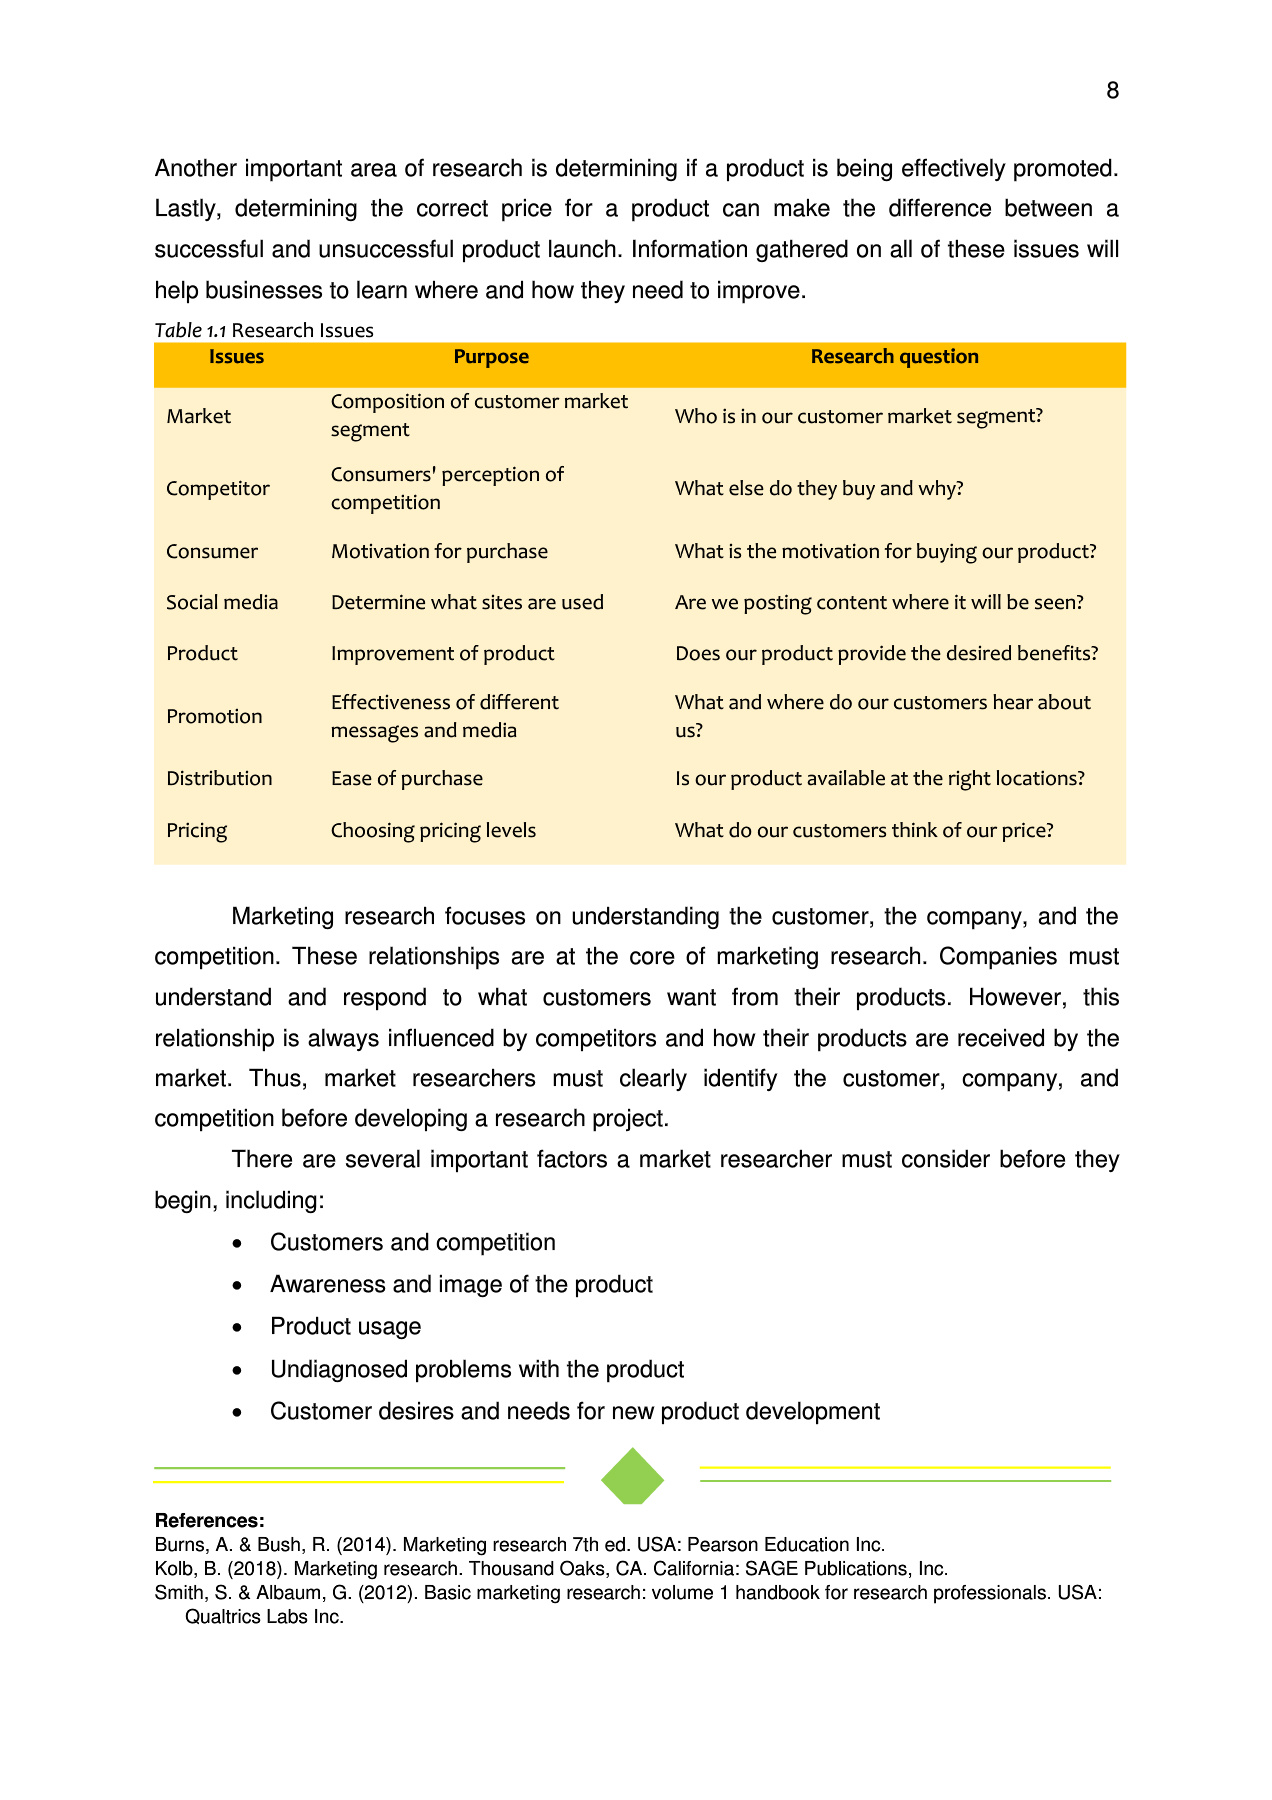 8
Another important area of research is determining if a product is being effectively promoted.
Lastly, determining the correct price for a product can make the difference between a
successful and unsuccessful product launch. Information gathered on all of these issues will
help businesses to learn where and how they need to improve.
Table 1.1 Research Issues
Issues Purpose Research question
Market Composition of customer market segment Who is in our customer market segment?
Competitor Consumers' perception of competition What else do they buy and why?
Consumer Motivation for purchase What is the motivation for buying our product?
Social media Determine what sites are used Are we posting content where it will be seen?
Product Improvement of product Does our product provide the desired benefits?
Promotion Effectiveness of different messages and media What and where do our customers hear about us?
Distribution Ease of purchase Is our product available at the right locations?
Pricing Choosing pricing levels What do our customers think of our price?
Marketing research focuses on understanding the customer, the company, and the
competition. These relationships are at the core of marketing research. Companies must
understand and respond to what customers want from their products. However, this
relationship is always influenced by competitors and how their products are received by the
market. Thus, market researchers must clearly identify the customer, company, and
competition before developing a research project.
There are several important factors a market researcher must consider before they
begin, including:
• Customers and competition
• Awareness and image of the product
• Product usage
• Undiagnosed problems with the product
• Customer desires and needs for new product development
References:
Burns, A. & Bush, R. (2014). Marketing research 7th ed. USA: Pearson Education Inc.
Kolb, B. (2018). Marketing research. Thousand Oaks, CA. California: SAGE Publications, Inc.
Smith, S. & Albaum, G. (2012). Basic marketing research: volume 1 handbook for research professionals. USA:
Qualtrics Labs Inc.